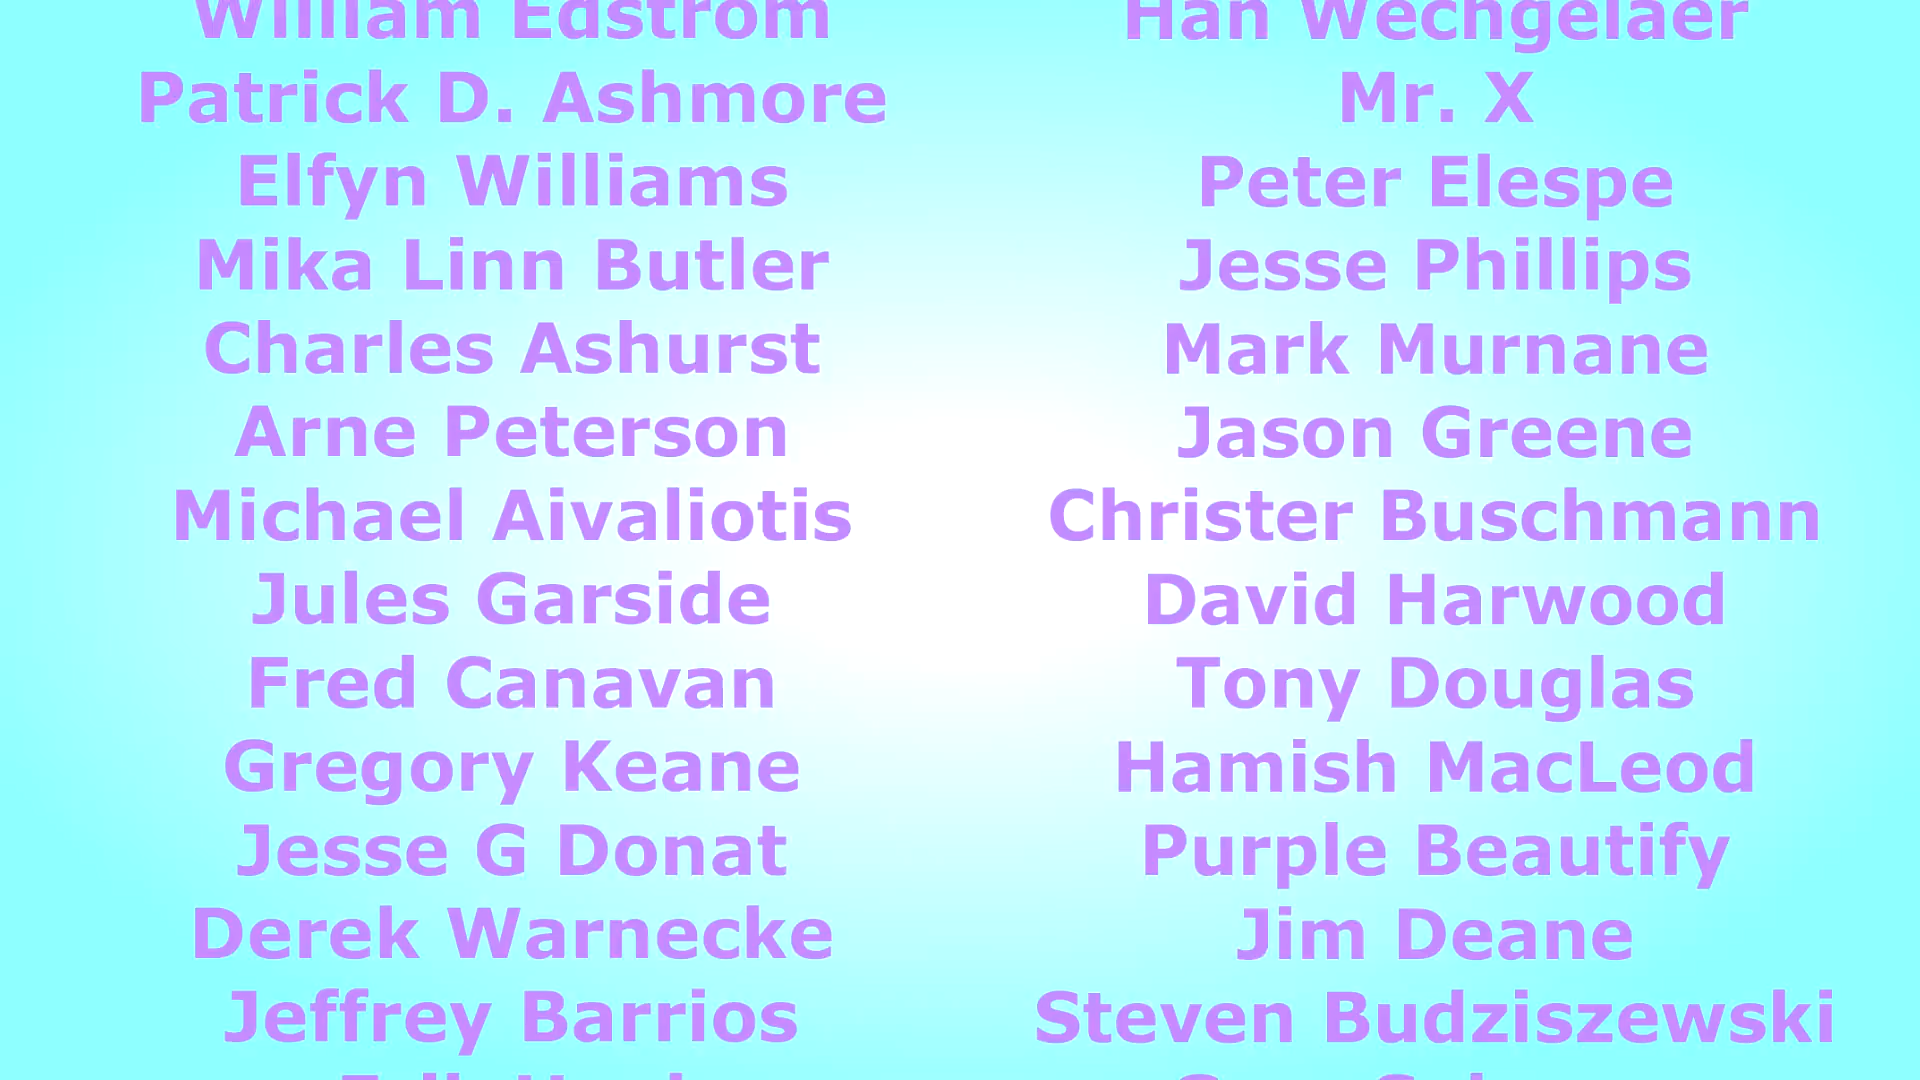 William Edstrom
Han Wechgelaer
Patrick D. Ashmore
Mr. X
Elfyn Williams
Peter Elespe
Mika Linn Butler
Jesse Phillips
Charles Ashurst
Mark Murnane
Arne Peterson
Jason Greene
Michael Aivaliotis
Christer Buschmann
Jules Garside
David Harwood
Fred Canavan
Tony Douglas
Gregory Keane
Hamish MacLeod
Jesse G Donat
Purple Beautify
Derek Warnecke
Jim Deane
Jeffrey Barrios
Steven Budziszewski